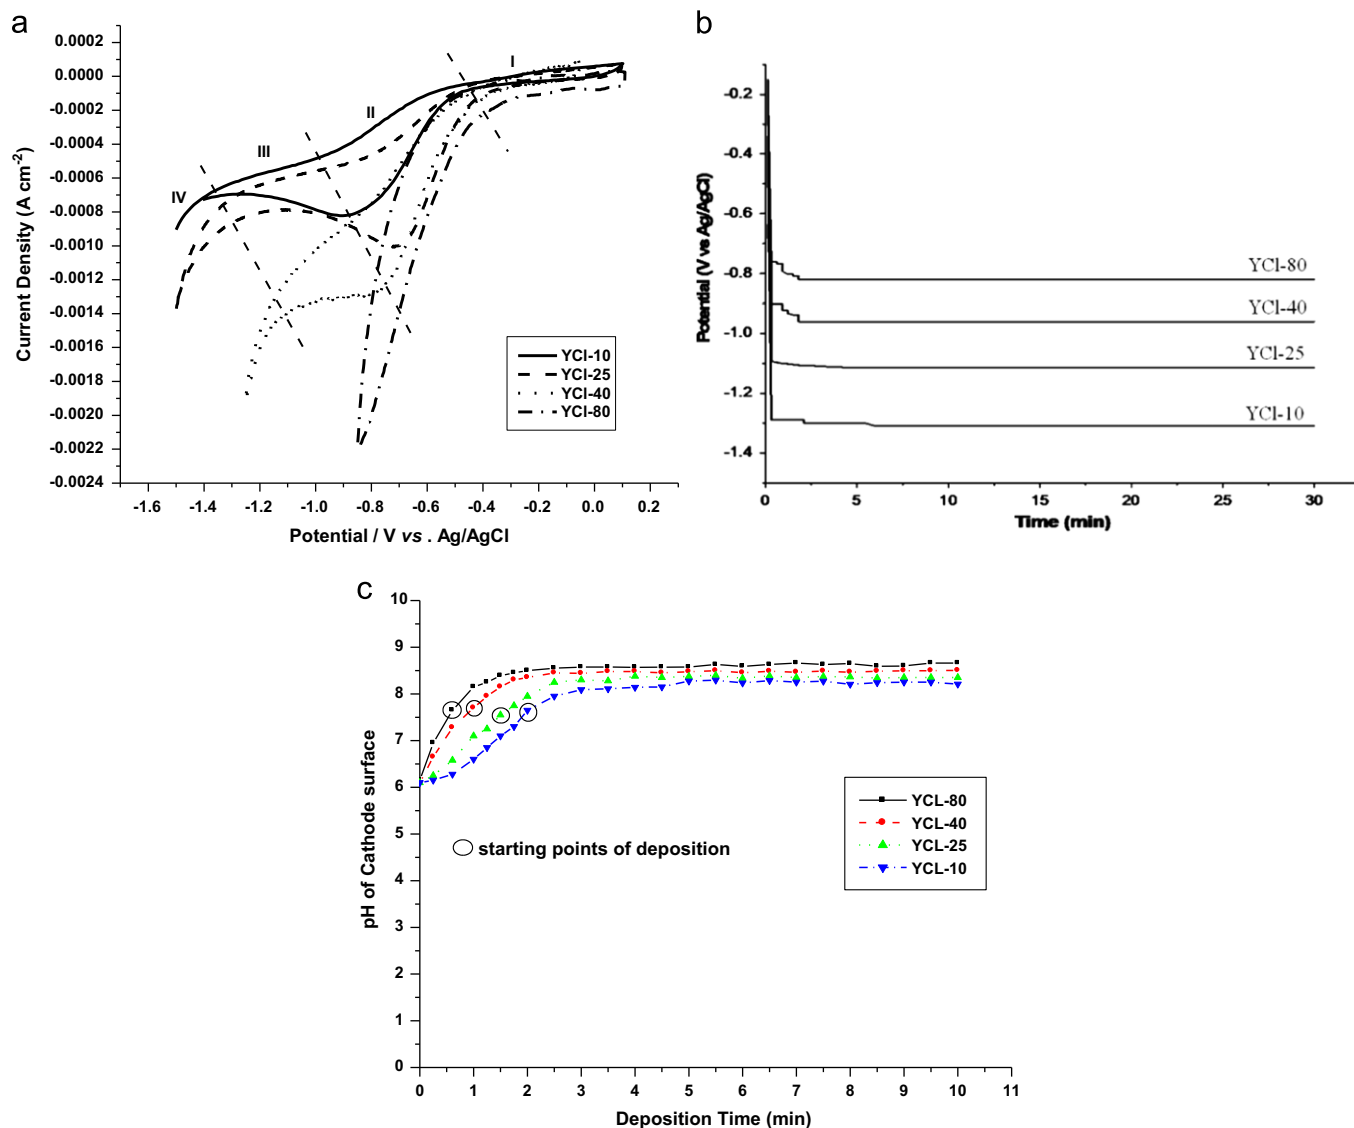 a
0.0002
0.0000
-0.0002
-0.0004
-0.0006
-0.0008
-0.0010
-0.0012
-0.0014
-0.0016
-0.0018
-0.0020
-0.0022
-0.0024
Current Density (A cm-2)
I
II
III
IV
YCl-10
YCl-25
YCl-40
YCl-80
-1.6 -1.4 -1.2 -1.0 -0.8 -0.6 -0.4 -0.2 0.0 0.2
Potential / V vs . Ag/AgCl
b
-0.2
-0.4
-0.6
-0.8
-1.0
-1.2
-1.4
Potential (V vs Ag/AgCl)
YCl-80
YCl-40
YCl-25
YCl-10
0 5 10 15 20 25 30
Time (min)
c
10
9
8
7
6
5
4
3
2
1
0
pH of Cathode surface
starting points of deposition
YCL-80
YCL-40
YCL-25
YCL-10
0 1 2 3 4 5 6 7 8 9 10 11
Deposition Time (min)